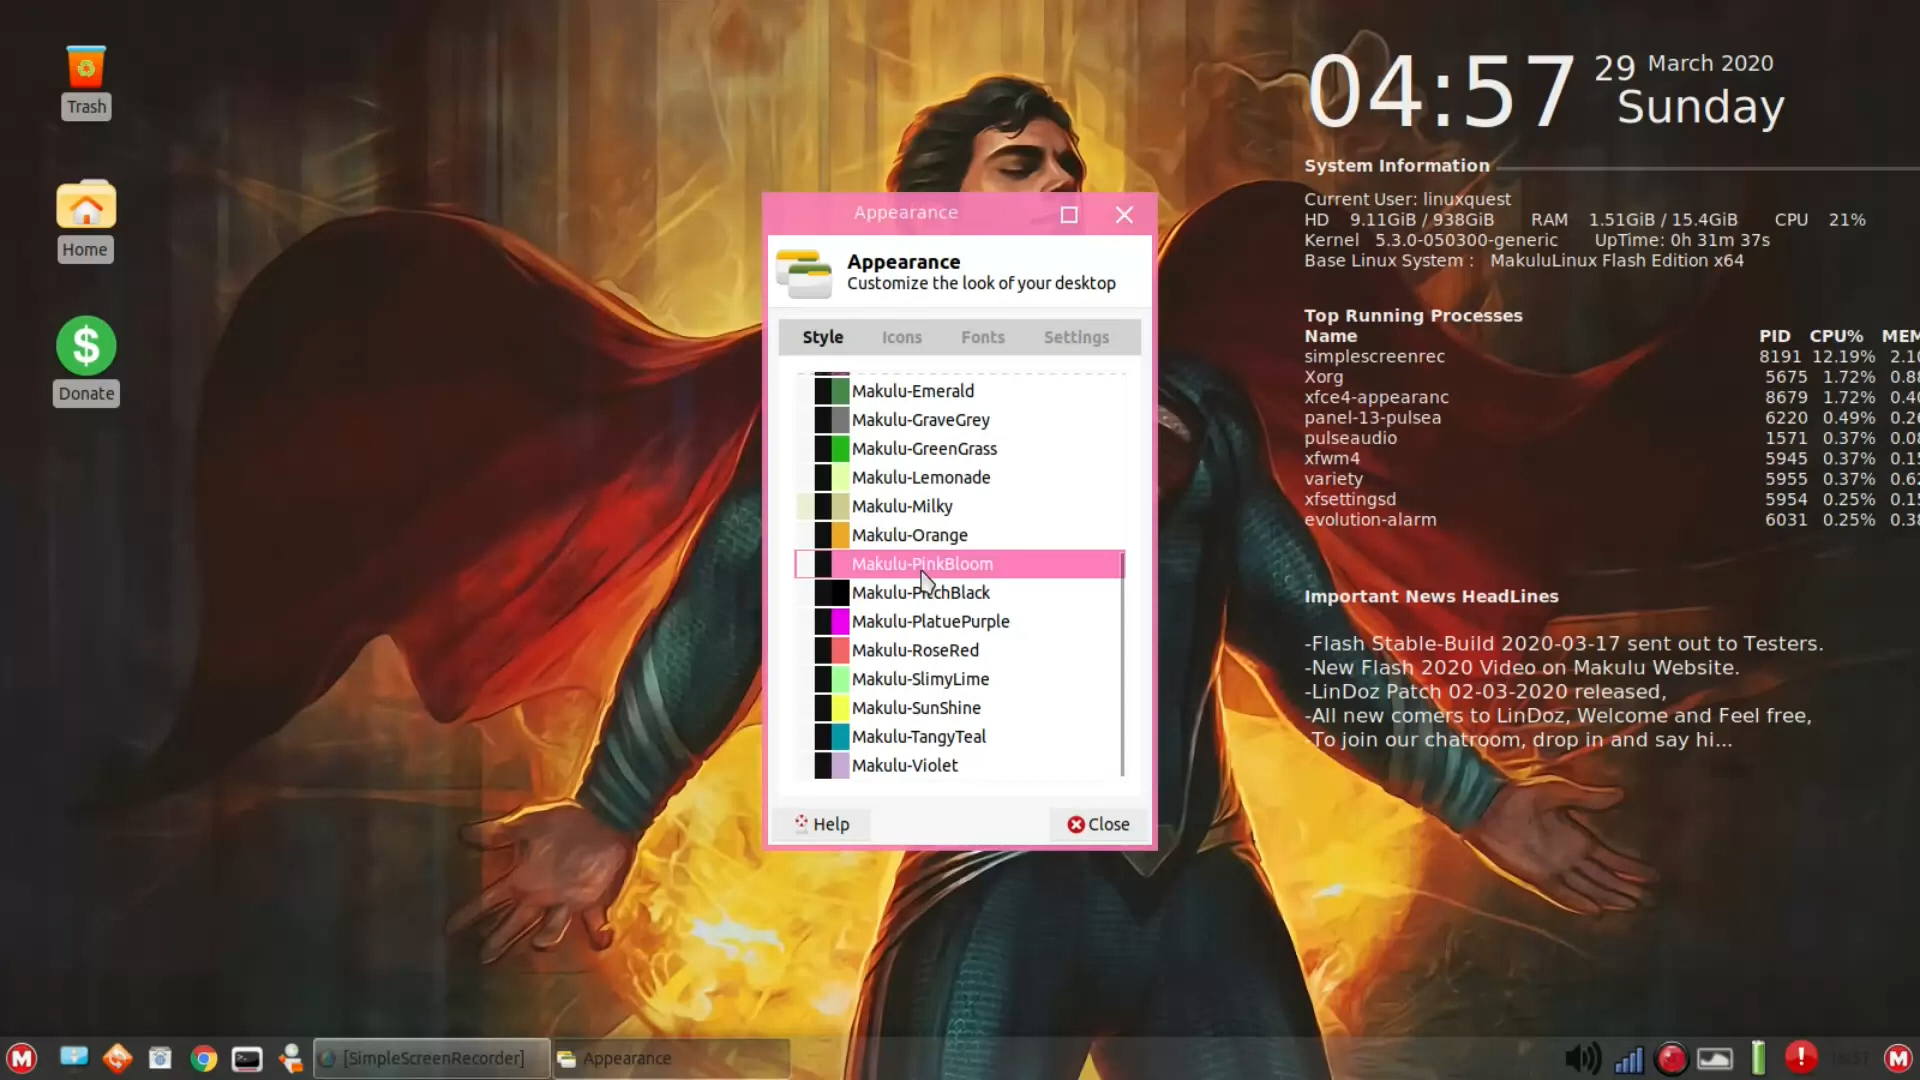 Trash
Home
Donate
04:57 29 March 2020
Sunday
System Information
Current User: linuxquest
HD 9.11GiB / 938GiB RAM 1.51GiB / 15.4GiB CPU 21%
Kernel 5.3.0-050300-generic UpTime: 0h 31m 37s
Base Linux System : MakuluLinux Flash Edition x64
Top Running Processes
Name PID CPU%
simplescreenrec 8191 12.19%
Xorg 5675 1.72%
xfce4-appearanc 8679 1.72%
panel-13-pulsea 6220 0.49%
pulseaudio 1571 0.37%
xfwm4 5945 0.37%
variety 5955 0.37%
xfsettingsd 5954 0.25%
evolution-alarm 6031 0.25%
Important News HeadLines
-Flash Stable-Build 2020-03-17 sent out to Testers.
-New Flash 2020 Video on Makulu Website.
-LinDoz Patch 02-03-2020 released,
-All new comers to LinDoz, Welcome and Feel free,
-To join our chatroom, drop in and say hi...
Appearance
Appearance
Customize the look of your desktop
Style Icons Fonts Settings
Makulu-Emerald
Makulu-GraveGrey
Makulu-GreenGrass
Makulu-Lemonade
Makulu-Milky
Makulu-Orange
Makulu-PinkBloom
Makulu-PitchBlack
Makulu-PlatuePurple
Makulu-RoseRed
Makulu-SlimyLime
Makulu-SunShine
Makulu-TangyTeal
Makulu-Violet
Help Close
[SimpleScreenRecorder] Appearance